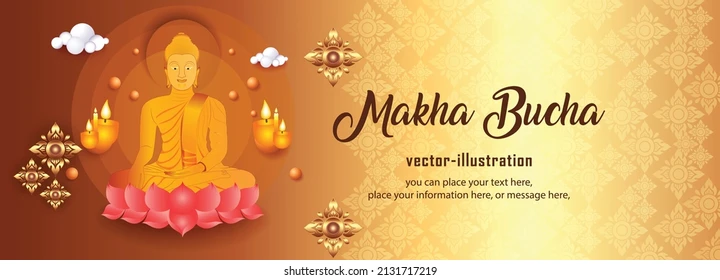 Makha Bucha
vector-illustration
you can place your text here,
place your information here, or message here,
shutterstock.com · 2131717219